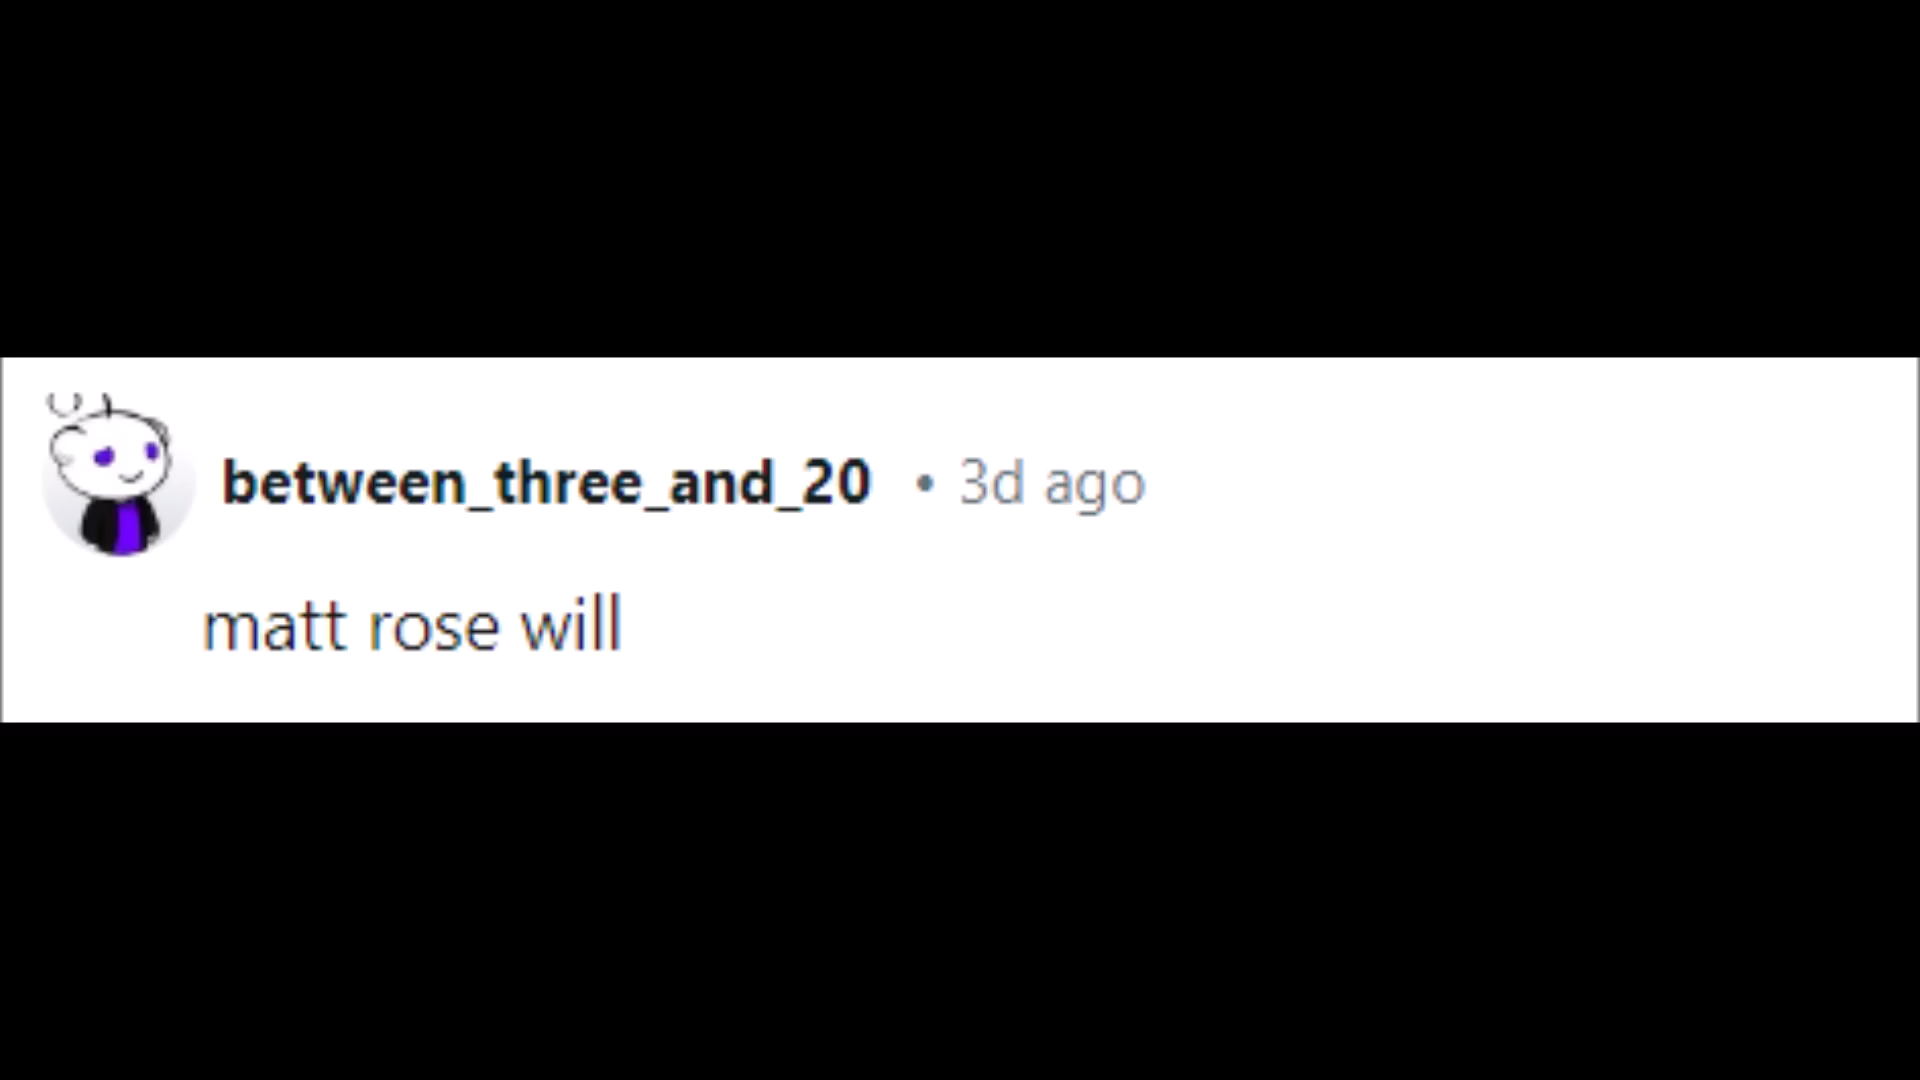 between_three_and_20 • 3d ago
matt rose will